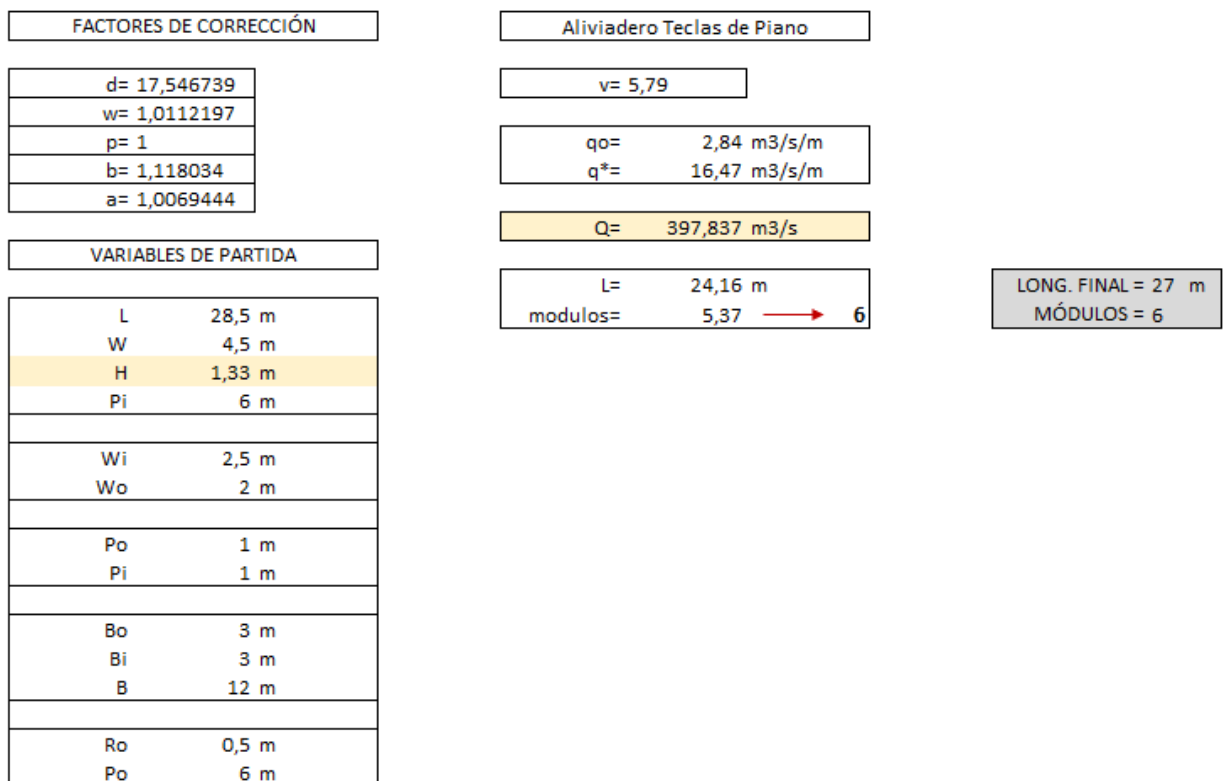 FACTORES DE CORRECCIÓN
d= 17,546739
w= 1,0112197
p= 1
b= 1,118034
a= 1,0069444
VARIABLES DE PARTIDA
L 28,5 m
W 4,5 m
H 1,33 m
Pi 6 m
Wi 2,5 m
Wo 2 m
Po 1 m
Pi 1 m
Bo 3 m
Bi 3 m
B 12 m
Ro 0,5 m
Po 6 m
Aliviadero Teclas de Piano
v= 5,79
qo= 2,84 m3/s/m
q*= 16,47 m3/s/m
Q= 397,837 m3/s
L= 24,16 m
modulos= 5,37 → 6
LONG. FINAL = 27 m
MÓDULOS = 6